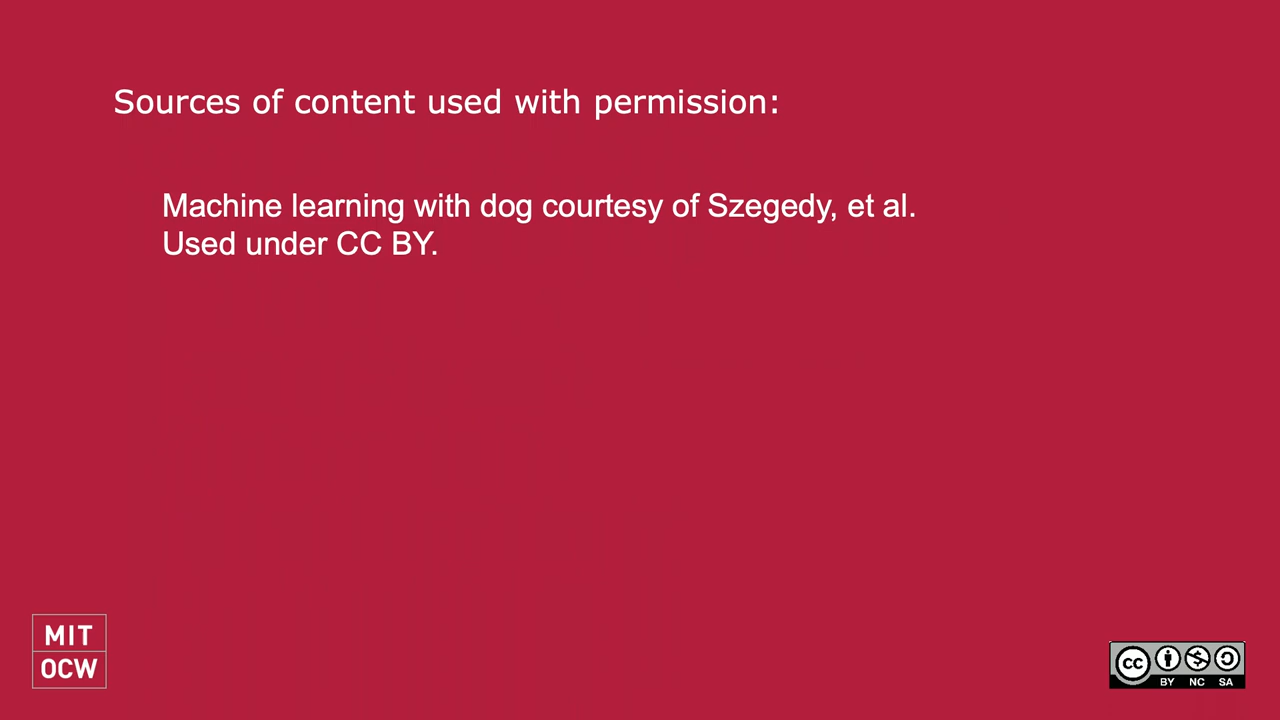 Sources of content used with permission:
Machine learning with dog courtesy of Szegedy, et al.
Used under CC BY.
MIT
OCW
cc
BY NC SA